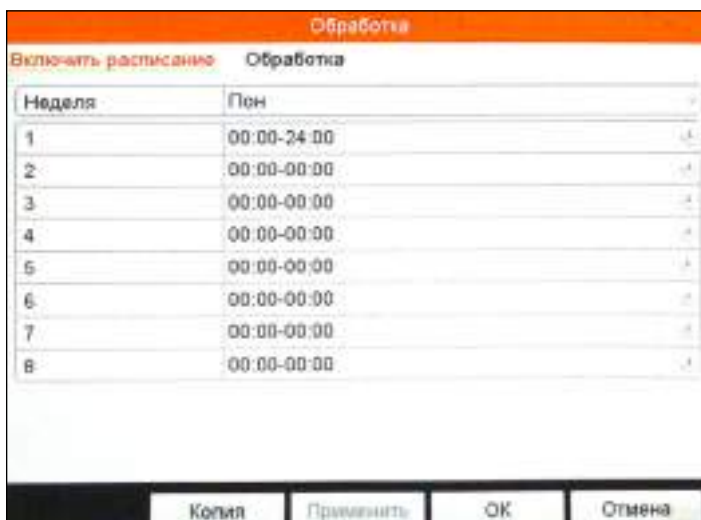 Обработка
Включить расписание Обработка
Неделя Пон
1 00:00-24:00
2 00:00-00:00
3 00:00-00:00
4 00:00-00:00
5 00:00-00:00
6 00:00-00:00
7 00:00-00:00
8 00:00-00:00
Копия Применить OK Отмена